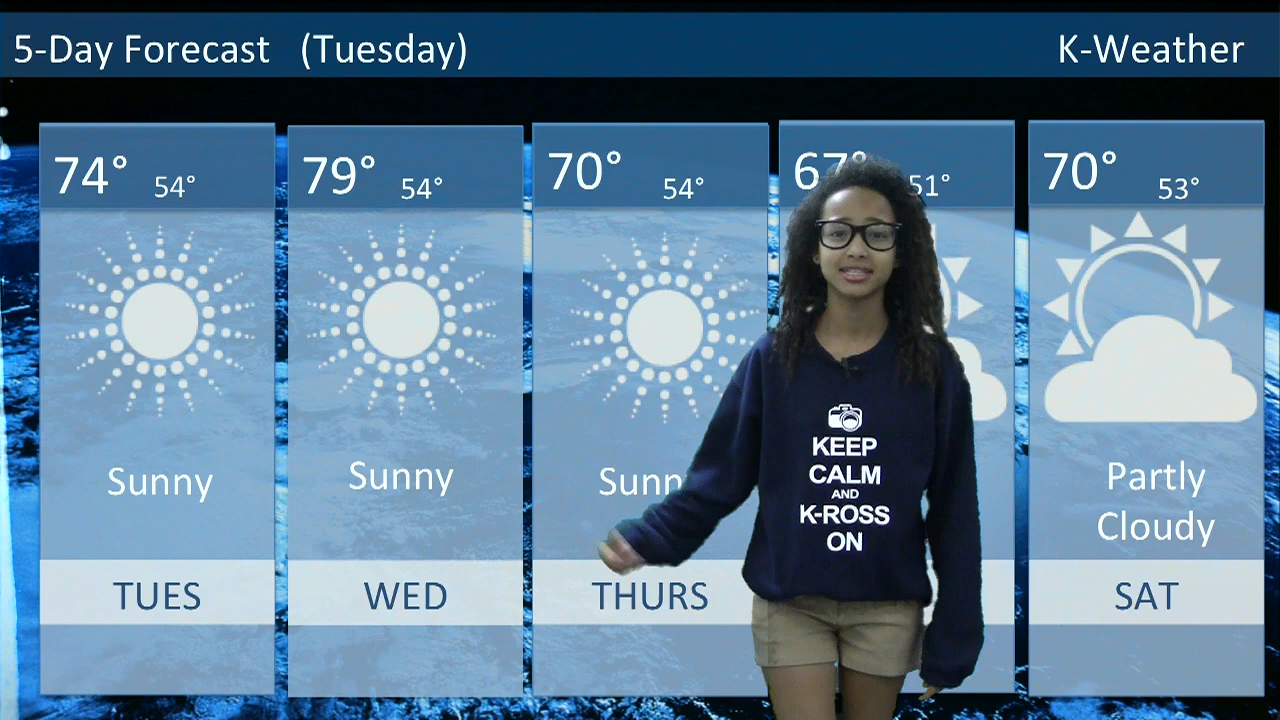 5-Day Forecast (Tuesday)
K-Weather
74° 54°
Sunny
TUES
79° 54°
Sunny
WED
70° 54°
Sunn
THURS
67° 51°
KEEP
CALM
AND
K-ROSS
ON
70° 53°
Partly
Cloudy
SAT